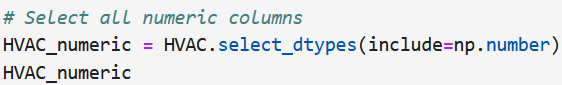 # Select all numeric columns
HVAC_numeric = HVAC.select_dtypes(include=np.number)
HVAC_numeric